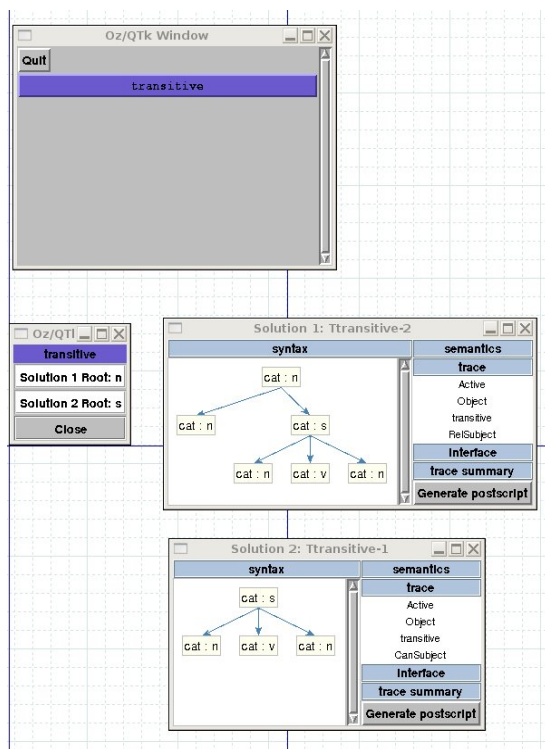 Oz/QTk Window
Quit
transitive
Oz/QTl
transitive
Solution 1 Root: n
Solution 2 Root: s
Close
Solution 1: Ttransitive-2
syntax
semantics
trace
Active
Object
transitive
RelSubject
Interface
trace summary
Generate postscript
cat : n
cat : n cat : s
cat : n cat : v cat : n
Solution 2: Ttransitive-1
syntax
semantics
trace
Active
Object
transitive
CanSubject
Interface
trace summary
Generate postscript
cat : s
cat : n cat : v cat : n